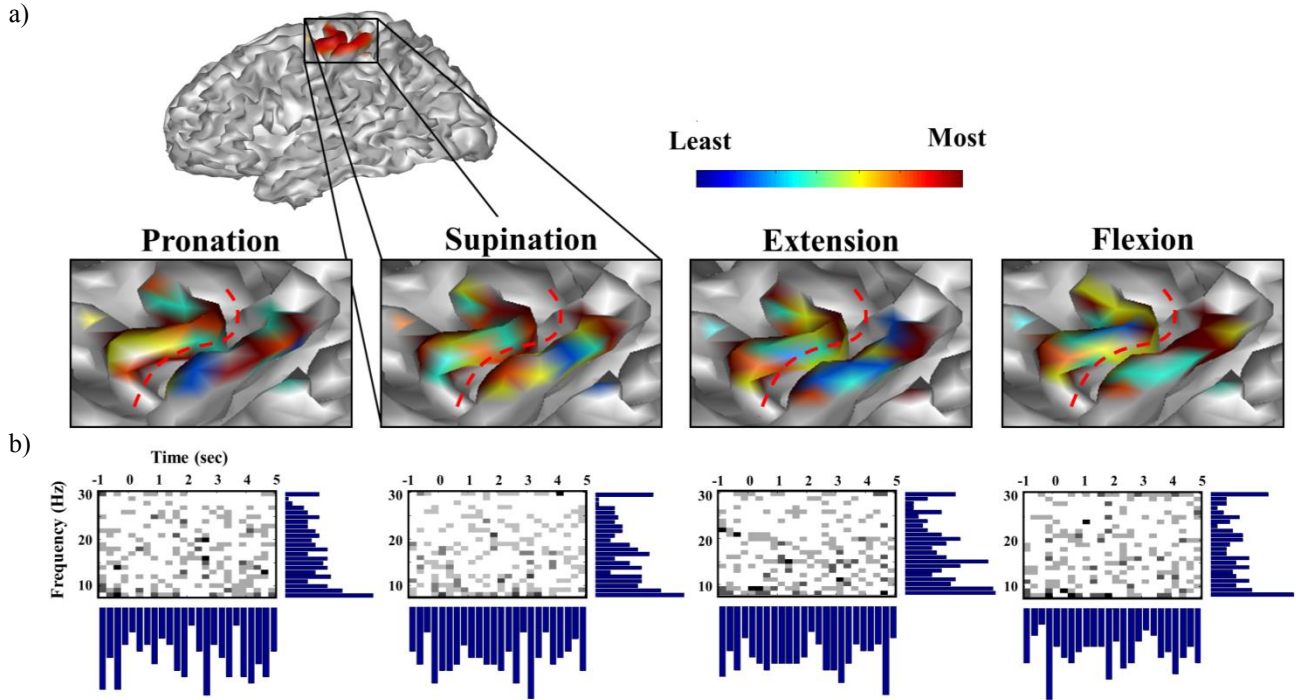 a)
Least Most
Pronation Supination Extension Flexion
b)
Time (sec)
-1 0 1 2 3 4 5 -1 0 1 2 3 4 5 -1 0 1 2 3 4 5 -1 0 1 2 3 4 5
Frequency (Hz)
30 30 30 30
20 20 20 20
10 10 10 10